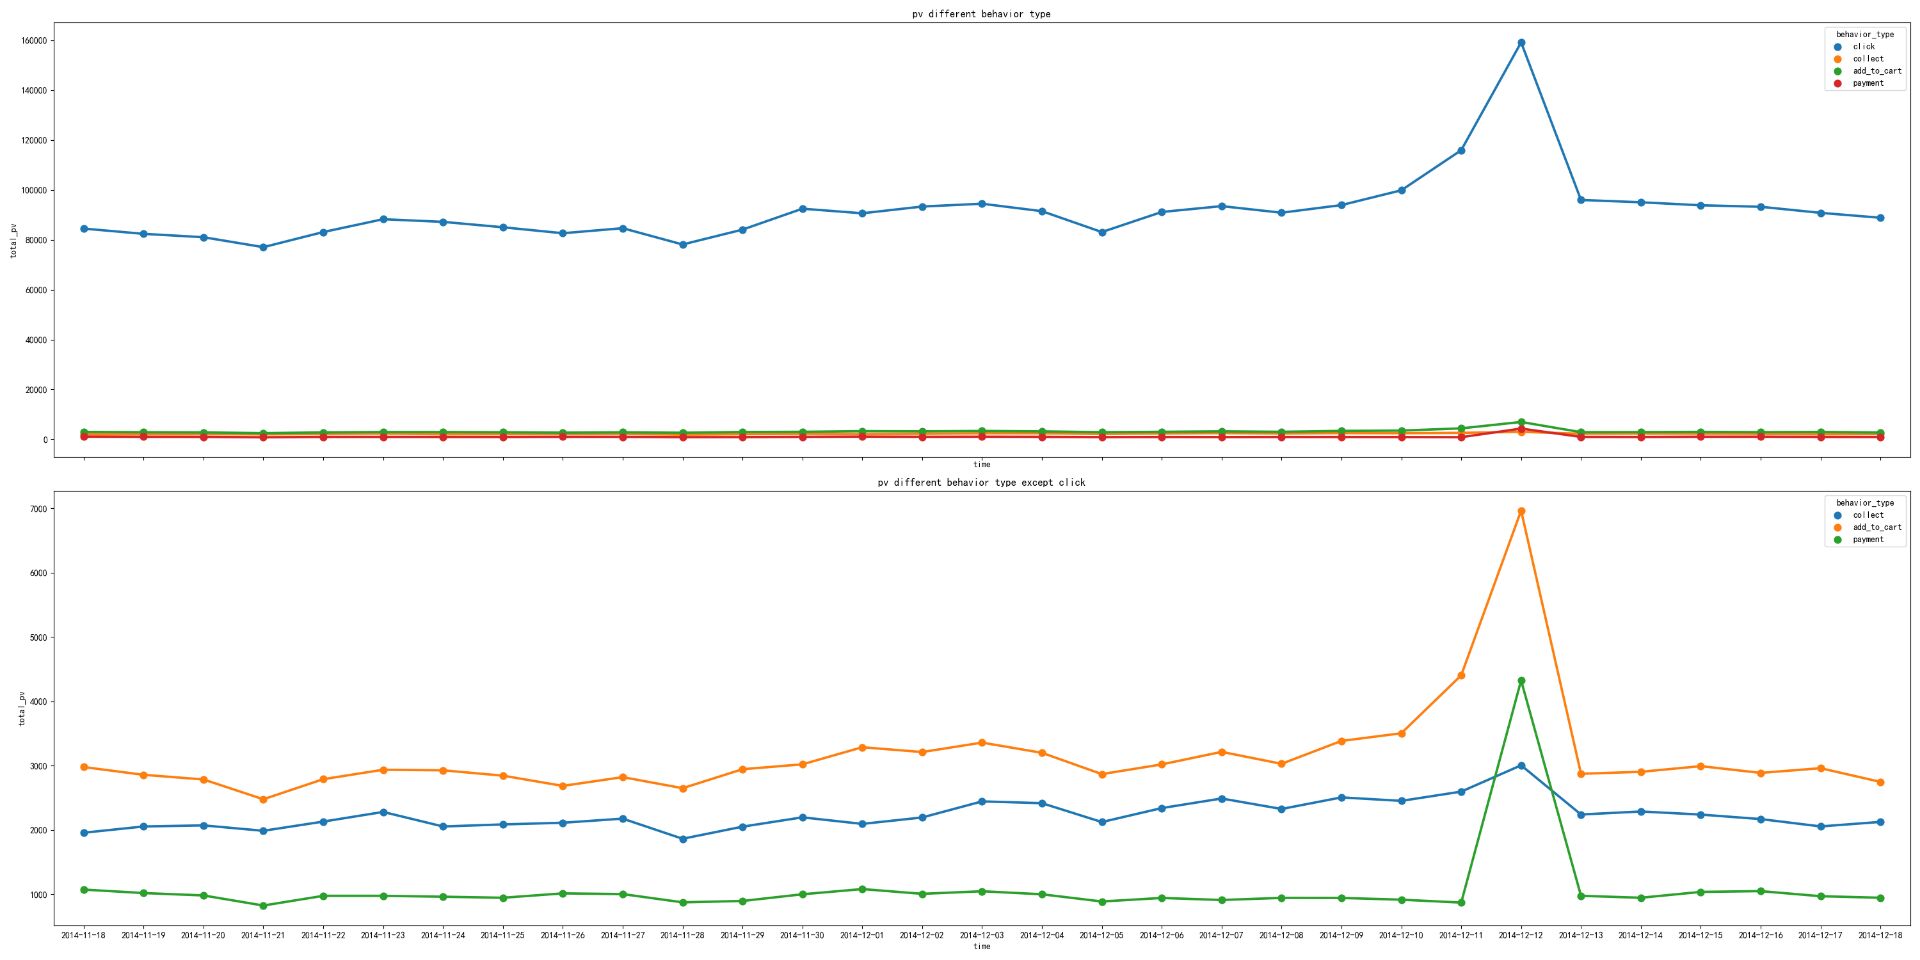 pv different behavior type
160000
140000
120000
100000
80000
60000
40000
20000
0
total_pv
time
behavior_type
click
collect
add_to_cart
payment
pv different behavior type except click
7000
6000
5000
4000
3000
2000
1000
total_pv
behavior_type
collect
add_to_cart
payment
2014-11-18 2014-11-19 2014-11-20 2014-11-21 2014-11-22 2014-11-23 2014-11-24 2014-11-25 2014-11-26 2014-11-27 2014-11-28 2014-11-29 2014-11-30 2014-12-01 2014-12-02 2014-12-03 2014-12-04 2014-12-05 2014-12-06 2014-12-07 2014-12-08 2014-12-09 2014-12-10 2014-12-11 2014-12-12 2014-12-13 2014-12-14 2014-12-15 2014-12-16 2014-12-17 2014-12-18
time